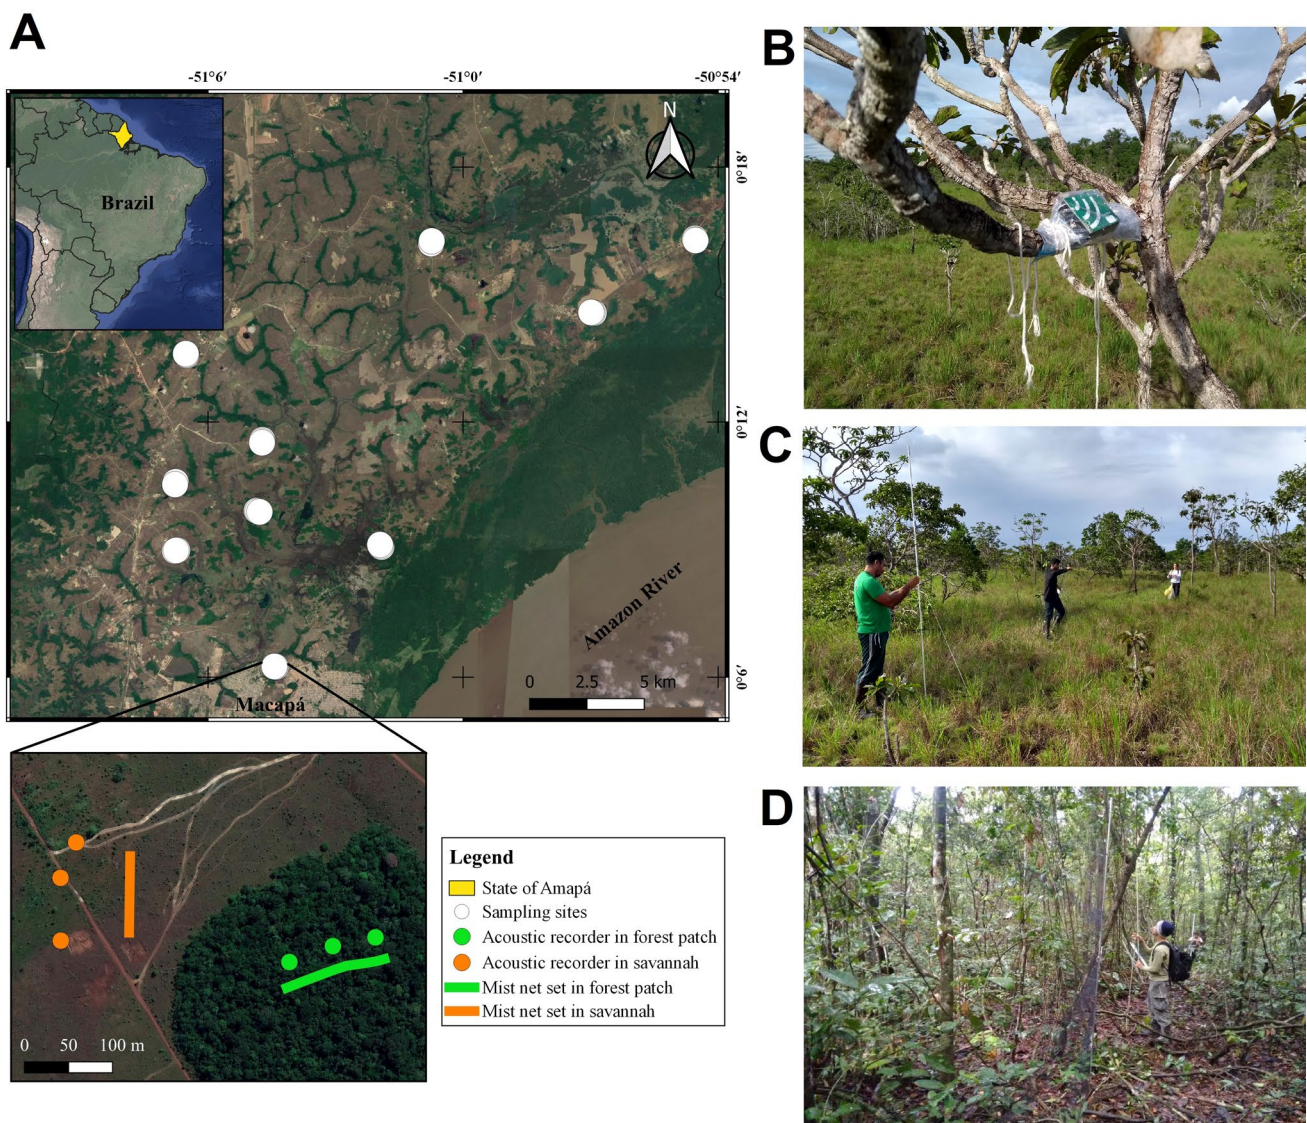 A
-51°6′
-51°0′
-50°54′
N
Brazil
0°18′
0°12′
0°6′
Amazon River
0
2.5
5 km
Macapá
0
50
100 m
Legend
State of Amapá
Sampling sites
Acoustic recorder in forest patch
Acoustic recorder in savannah
Mist net set in forest patch
Mist net set in savannah
B
C
D